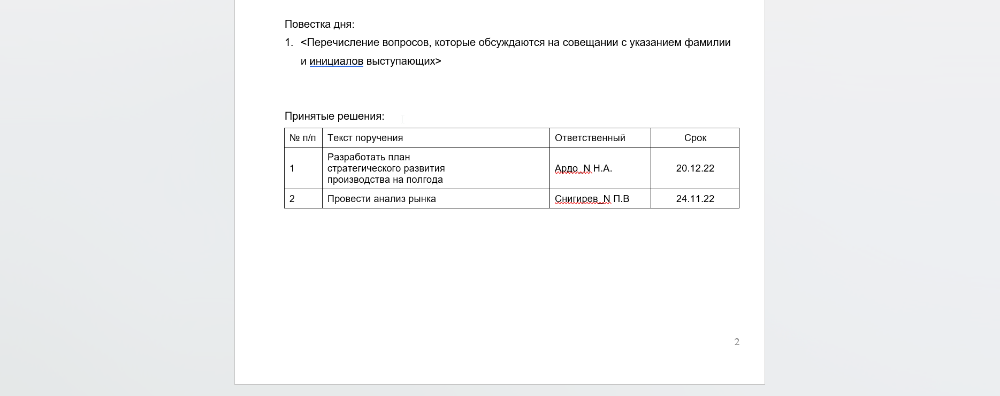 Повестка дня:
1. <Перечисление вопросов, которые обсуждаются на совещании с указанием фамилии
и инициалов выступающих>
Принятые решения:
№ п/п Текст поручения Ответственный Срок
Разработать план
1 стратегического развития Ардо_N Н.А. 20.12.22
производства на полгода
2 Провести анализ рынка Снигирев_N П.В 24.11.22
2